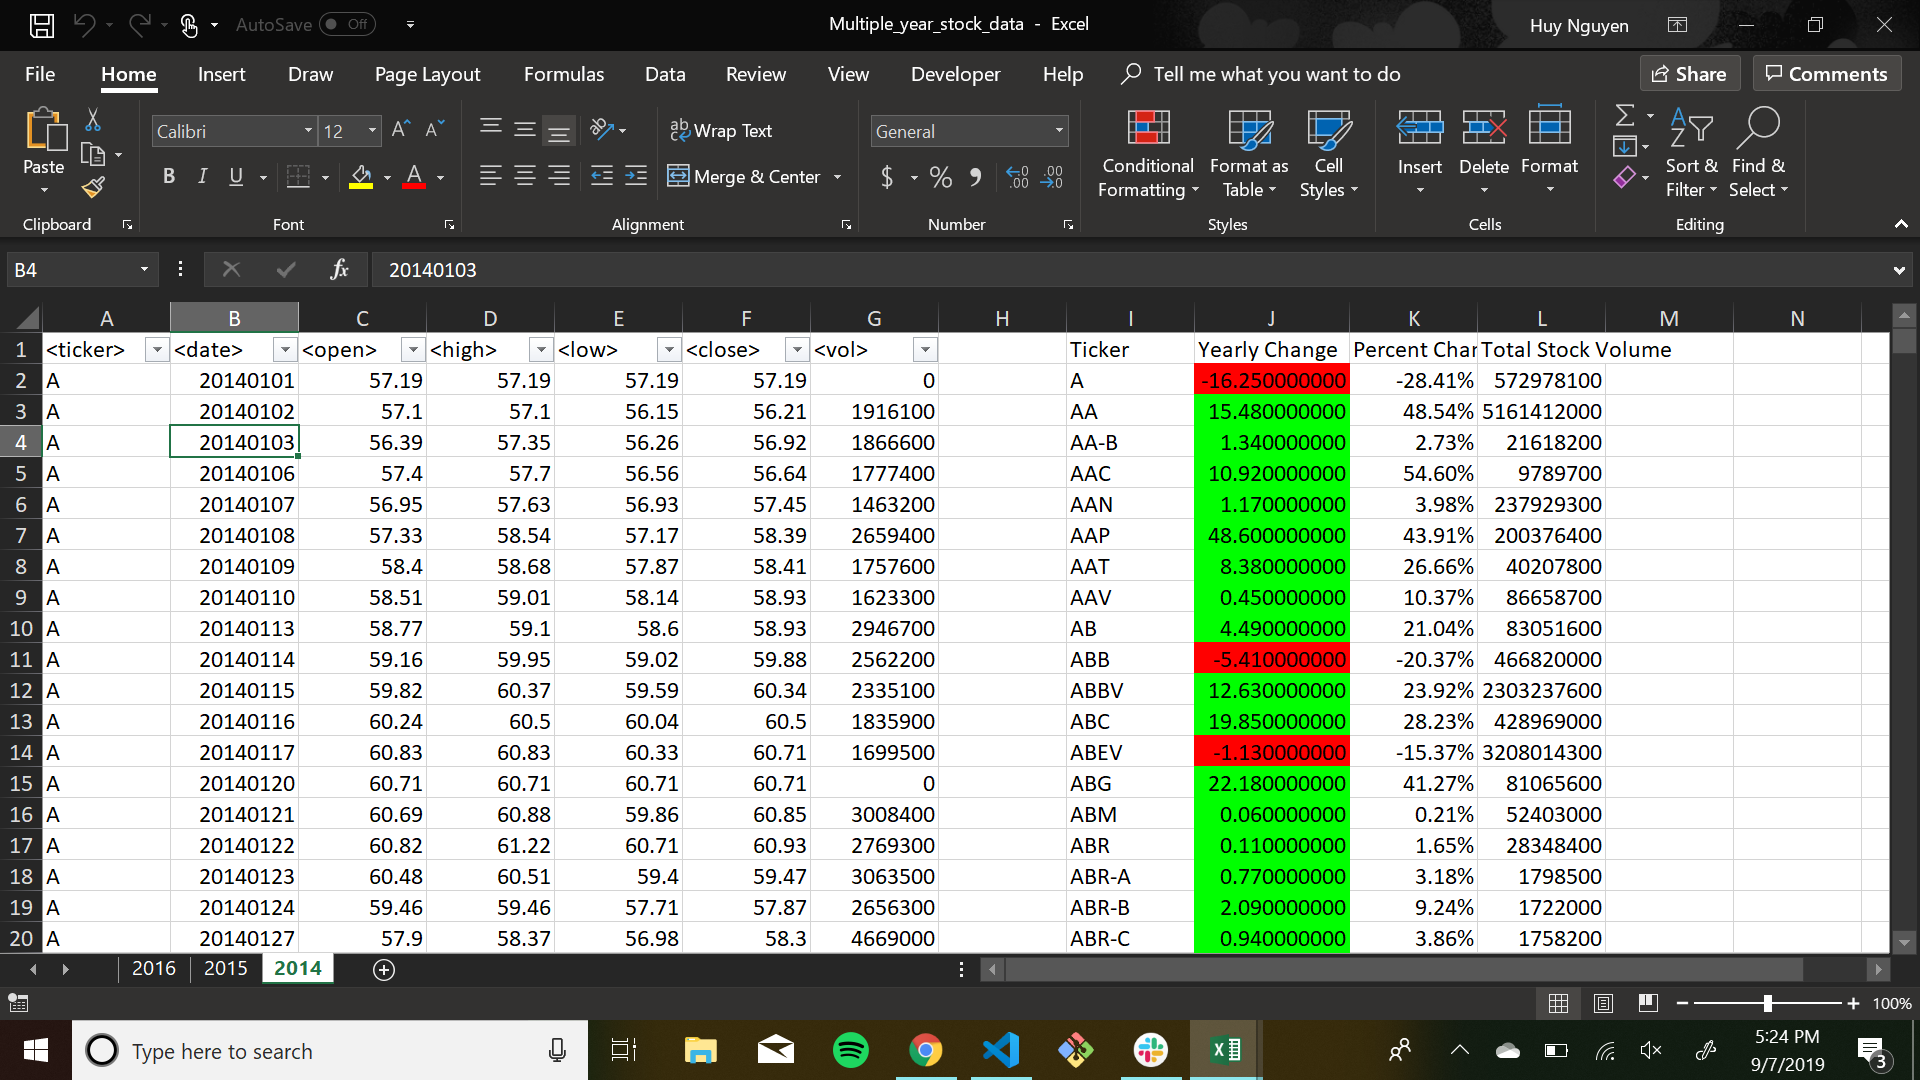 AutoSave Off Multiple_year_stock_data - Excel Huy Nguyen
File Home Insert Draw Page Layout Formulas Data Review View Developer Help Tell me what you want to do Share Comments
Paste Calibri 12 Wrap Text General Conditional Formatting Format as Table Cell Styles Insert Delete Format Sort & Filter Find & Select
B I U Merge & Center $ % 9
Clipboard Font Alignment Number Styles Cells Editing
B4 fx 20140103
A B C D E F G H I J K L M N
1 <ticker> <date> <open> <high> <low> <close> <vol> Ticker Yearly Change Percent Char Total Stock Volume
2 A 20140101 57.19 57.19 57.19 57.19 0 A -16.250000000 -28.41% 572978100
3 A 20140102 57.1 57.1 56.15 56.21 1916100 AA 15.480000000 48.54% 5161412000
4 A 20140103 56.39 57.35 56.26 56.92 1866600 AA-B 1.340000000 2.73% 21618200
5 A 20140106 57.4 57.7 56.56 56.64 1777400 AAC 10.920000000 54.60% 9789700
6 A 20140107 56.95 57.63 56.93 57.45 1463200 AAN 1.170000000 3.98% 237929300
7 A 20140108 57.33 58.54 57.17 58.39 2659400 AAP 48.600000000 43.91% 200376400
8 A 20140109 58.4 58.68 57.87 58.41 1757600 AAT 8.380000000 26.66% 40207800
9 A 20140110 58.51 59.01 58.14 58.93 1623300 AAV 0.450000000 10.37% 86658700
10 A 20140113 58.77 59.1 58.6 58.93 2946700 AB 4.490000000 21.04% 83051600
11 A 20140114 59.16 59.95 59.02 59.88 2562200 ABB -5.410000000 -20.37% 466820000
12 A 20140115 59.82 60.37 59.59 60.34 2335100 ABBV 12.630000000 23.92% 2303237600
13 A 20140116 60.24 60.5 60.04 60.5 1835900 ABC 19.850000000 28.23% 428969000
14 A 20140117 60.83 60.83 60.33 60.71 1699500 ABEV -1.130000000 -15.37% 3208014300
15 A 20140120 60.71 60.71 60.71 60.71 0 ABG 22.180000000 41.27% 81065600
16 A 20140121 60.69 60.88 59.86 60.85 3008400 ABM 0.060000000 0.21% 52403000
17 A 20140122 60.82 61.22 60.71 60.93 2769300 ABR 0.110000000 1.65% 28348400
18 A 20140123 60.48 60.51 59.4 59.47 3063500 ABR-A 0.770000000 3.18% 1798500
19 A 20140124 59.46 59.46 57.71 57.87 2656300 ABR-B 2.090000000 9.24% 1722000
20 A 20140127 57.9 58.37 56.98 58.3 4669000 ABR-C 0.940000000 3.86% 1758200
2016 2015 2014
100%
Type here to search 5:24 PM
9/7/2019 3